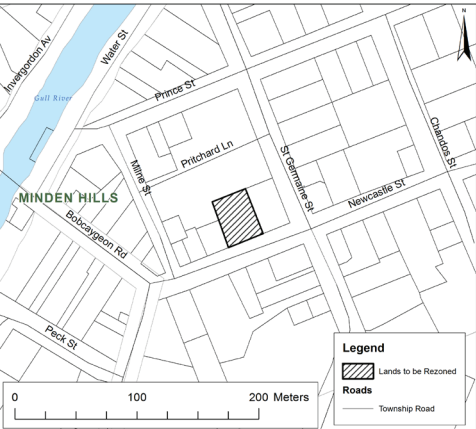 N
Invergordon Av
Water St
Gull River
Prince St
Chandos St
Pritchard Ln
Milne St
St Germaine St
Newcastle St
MINDEN HILLS
Bobcaygeon Rd
Peck St
Legend
Lands to be Rezoned
Roads
Township Road
0 100 200 Meters